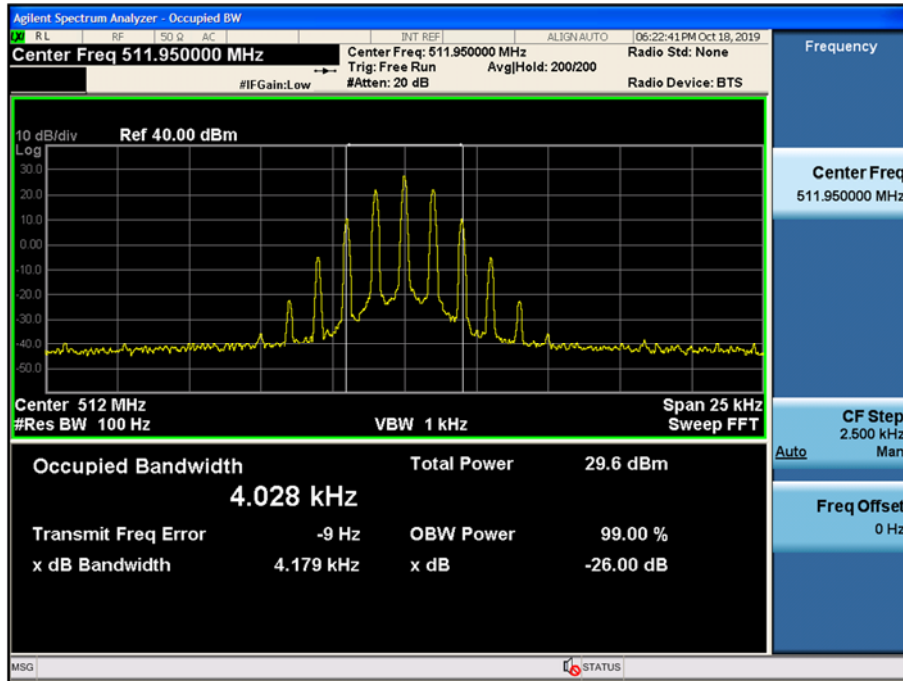 Agilent Spectrum Analyzer - Occupied BW
LXI RL RF 50 Ω AC INT REF ALIGN AUTO 06:22:41 PM Oct 18, 2019
Center Freq 511.950000 MHz
Center Freq: 511.950000 MHz
Radio Std: None
Trig: Free Run Avg|Hold: 200/200
#IFGain:Low
#Atten: 20 dB
Radio Device: BTS
Frequency
10 dB/div Ref 40.00 dBm
Log
30.0
20.0
10.0
0.00
-10.0
-20.0
-30.0
-40.0
-50.0
Center 512 MHz Span 25 kHz
#Res BW 100 Hz VBW 1 kHz Sweep FFT
Occupied Bandwidth Total Power 29.6 dBm
4.028 kHz
Transmit Freq Error -9 Hz OBW Power 99.00 %
x dB Bandwidth 4.179 kHz x dB -26.00 dB
Center Freq
511.950000 MHz
CF Step
2.500 kHz
Auto Man
Freq Offset
0 Hz
MSG STATUS